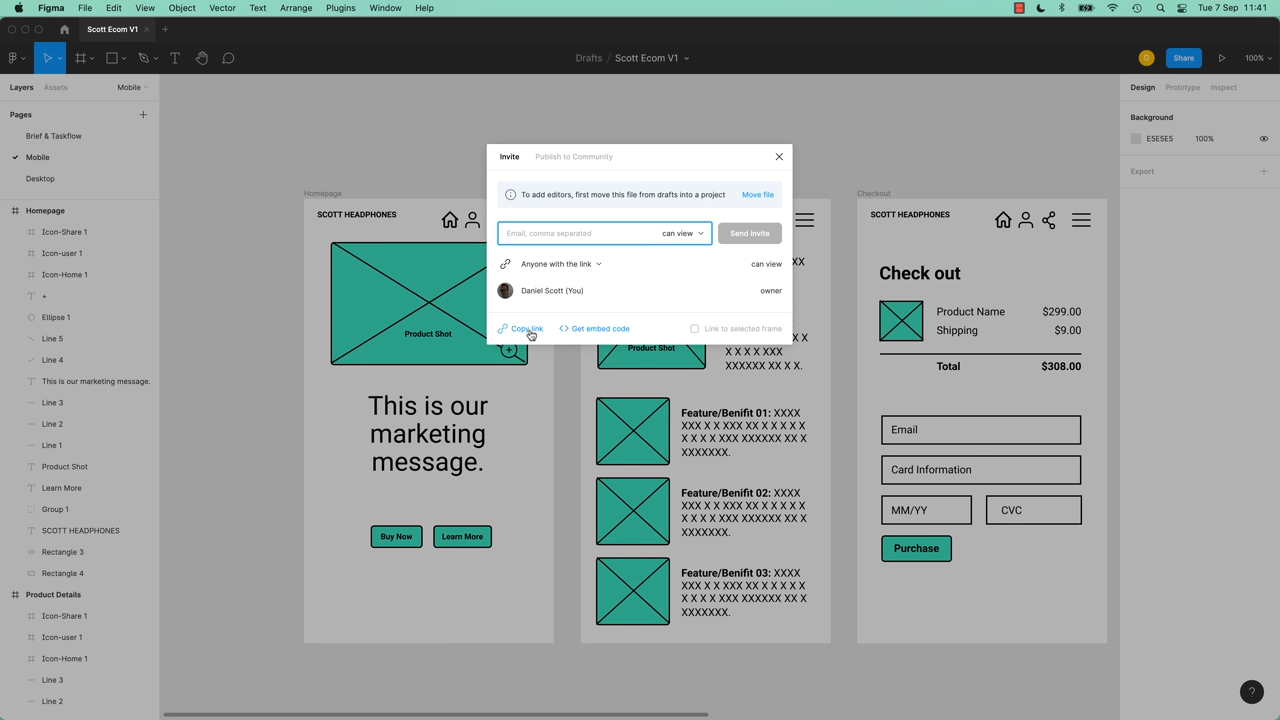 Figma File Edit View Object Vector Text Arrange Plugins Window Help Tue 7 Sep 11:41
Scott Ecom V1
Drafts / Scott Ecom V1
D Share 100%
Layers Assets Mobile
Design Prototype Inspect
Pages
Brief & Taskflow
Mobile
Desktop
Homepage
Icon-Share 1
Icon-user 1
Icon-Home 1
+
Ellipse 1
Line 5
Line 4
This is our marketing message.
Line 3
Line 2
Line 1
Product Shot
Learn More
Group 1
SCOTT HEADPHONES
Rectangle 3
Rectangle 4
Product Details
Icon-Share 1
Icon-user 1
Icon-Home 1
Line 3
Line 2
Homepage
SCOTT HEADPHONES
Product Shot
This is our
marketing
message.
Buy Now Learn More
Invite Publish to Community
To add editors, first move this file from drafts into a project Move file
Email, comma separated can view Send invite
Anyone with the link can view
Daniel Scott (You) owner
Copy link Get embed code Link to selected frame
XX
X X
Product Shot
X X X X X
XXXXXX XX X X.
Feature/Benifit 01: XXXX
XXX X X XXX XX X X X X X
X X X X XXX XXXXXX XX X
XXXXXXX.
Feature/Benifit 02: XXXX
XXX X X XXX XX X X X X X
X X X X XXX XXXXXX XX X
XXXXXXX.
Feature/Benifit 03: XXXX
XXX X X XXX XX X X X X X
X X X X XXX XXXXXX XX X
XXXXXXX.
Checkout
SCOTT HEADPHONES
Check out
Product Name $299.00
Shipping $9.00
Total $308.00
Email
Card Information
MM/YY CVC
Purchase
Background
E5E5E5 100%
Export
?